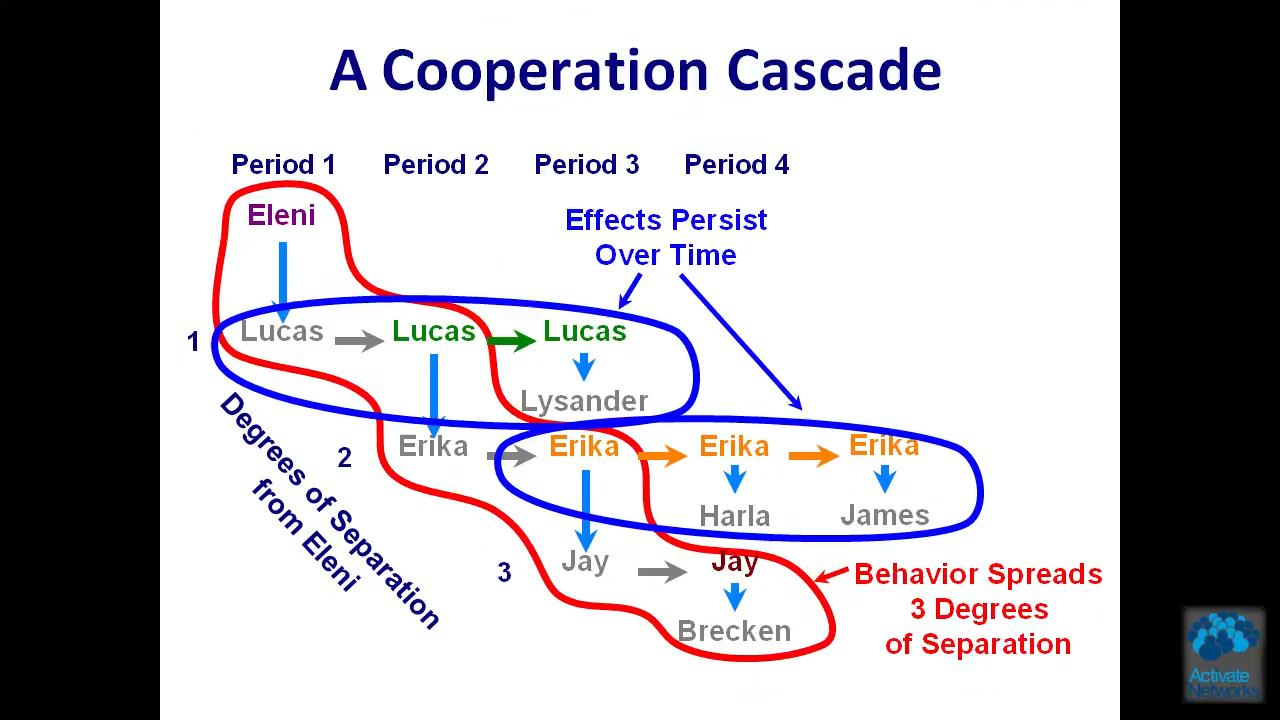 A Cooperation Cascade
Period 1 Period 2 Period 3 Period 4
Eleni
Effects Persist
Over Time
1
Lucas Lucas Lucas
Lysander
2
Erika Erika Erika Erika
Harla James
Degrees of Separation
from Eleni
3
Jay Jay
Brecken
Behavior Spreads
3 Degrees
of Separation
Activate
Networks